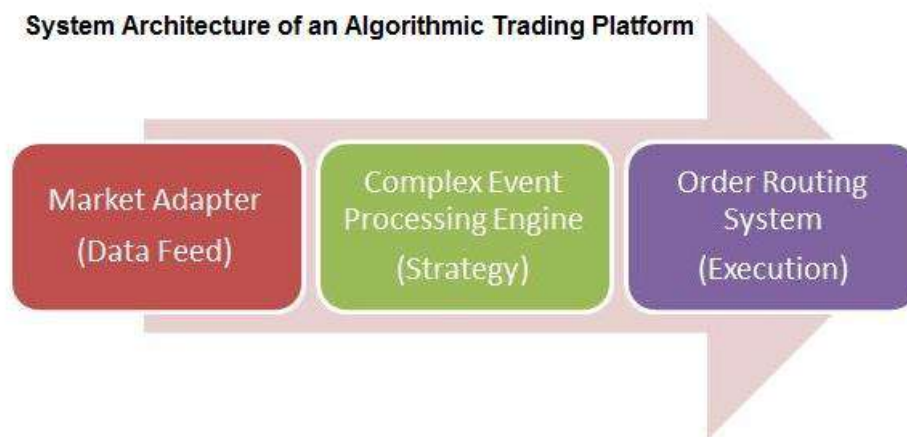 System Architecture of an Algorithmic Trading Platform
Market Adapter
(Data Feed)
Complex Event
Processing Engine
(Strategy)
Order Routing
System
(Execution)